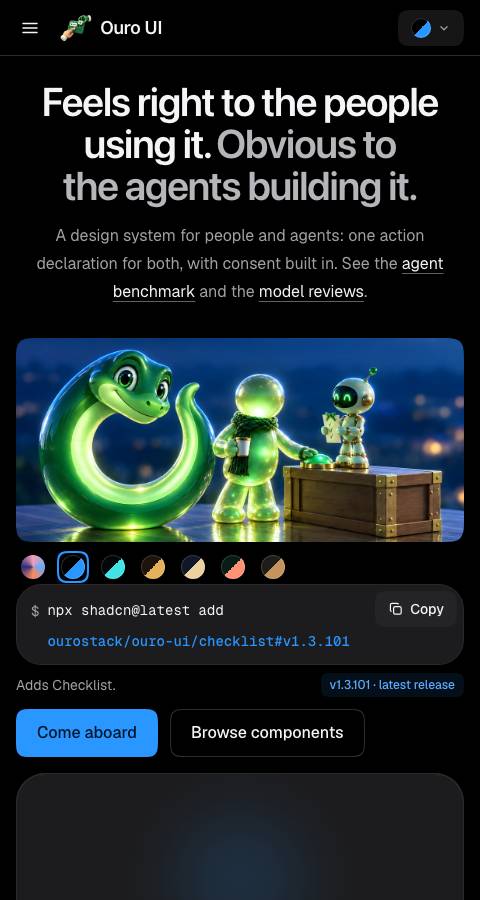 Ouro UI
Feels right to the people
using it. Obvious to
the agents building it.
A design system for people and agents: one action
declaration for both, with consent built in. See the agent
benchmark and the model reviews.
$ npx shadcn@latest add
Copy
ourostack/ouro-ui/checklist#v1.3.101
Adds Checklist.
v1.3.101 · latest release
Come aboard
Browse components